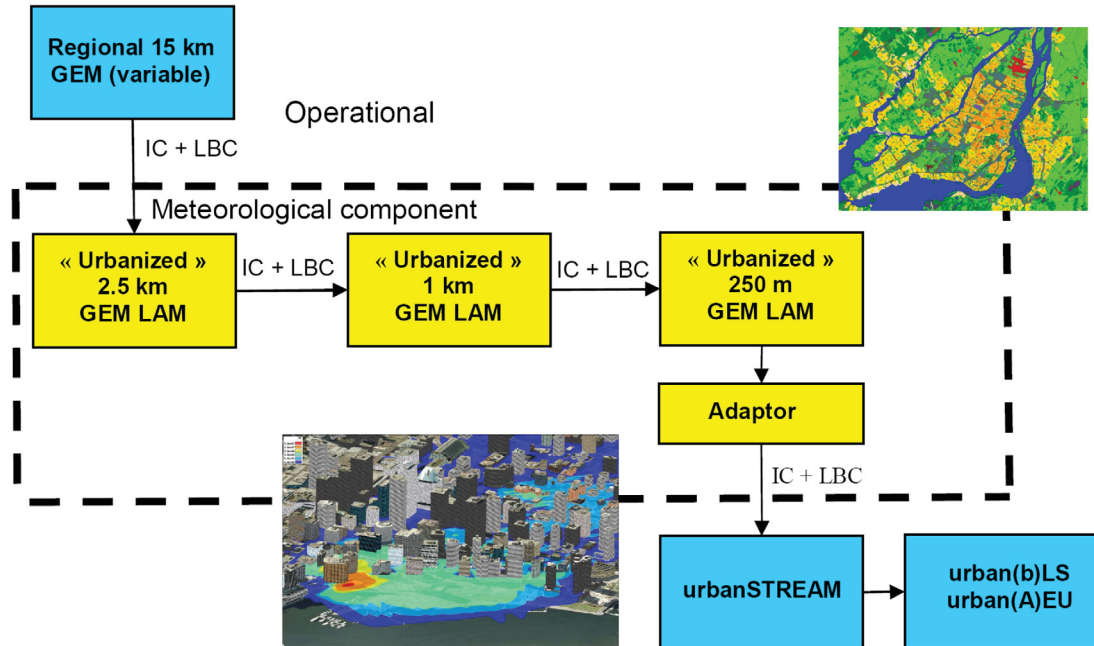 Regional 15 km
GEM (variable)
Operational
IC + LBC
Meteorological component
« Urbanized »
2.5 km
GEM LAM
IC + LBC
« Urbanized »
1 km
GEM LAM
IC + LBC
« Urbanized »
250 m
GEM LAM
Adaptor
IC + LBC
urbanSTREAM
urban(b)LS
urban(A)EU